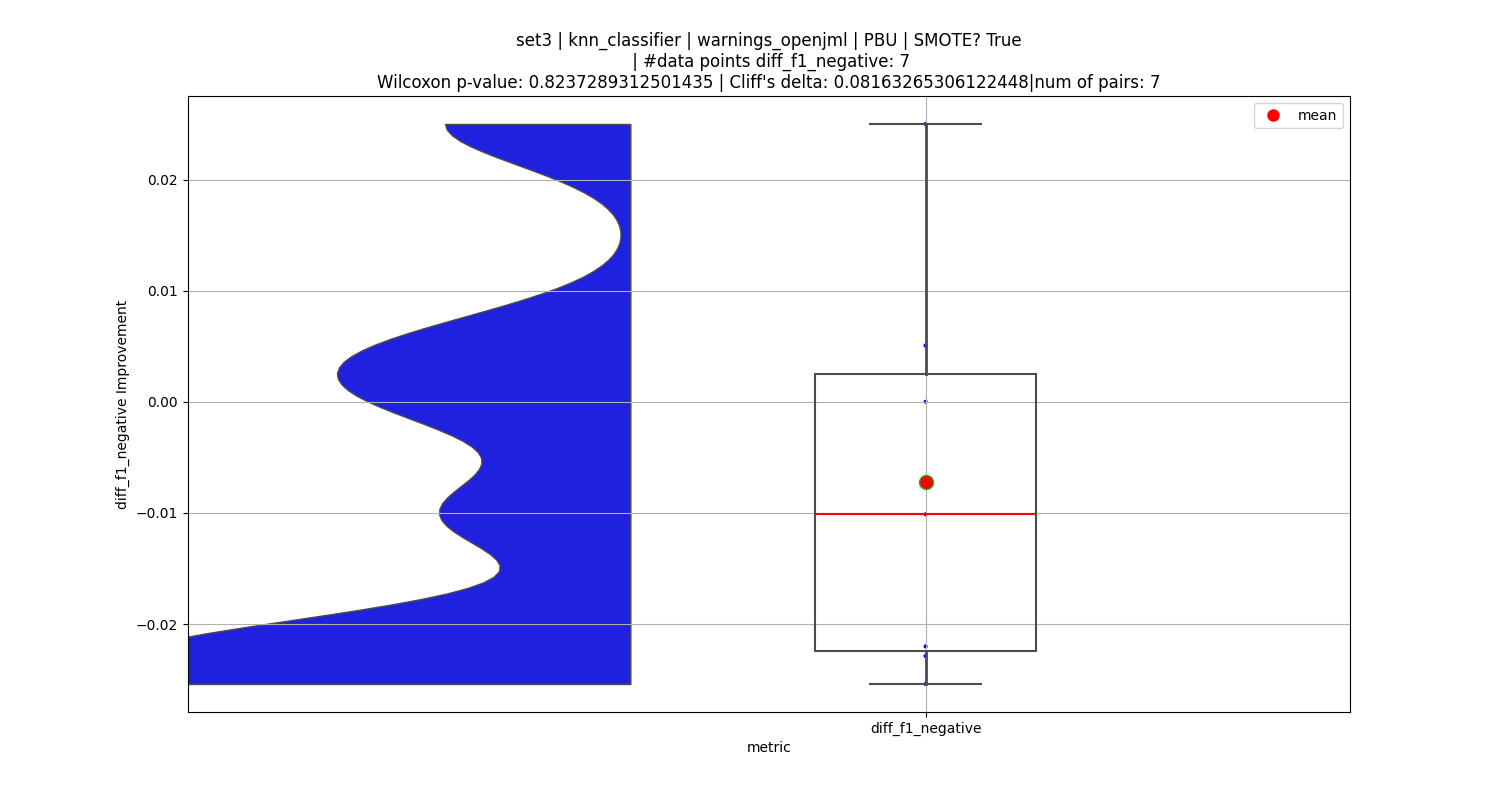 set3 | knn_classifier | warnings_openjml | PBU | SMOTE? True
| #data points diff_f1_negative: 7
Wilcoxon p-value: 0.8237289312501435 | Cliff's delta: 0.08163265306122448|num of pairs: 7
mean
0.02
0.01
0.00
−0.01
−0.02
diff_f1_negative Improvement
diff_f1_negative
metric